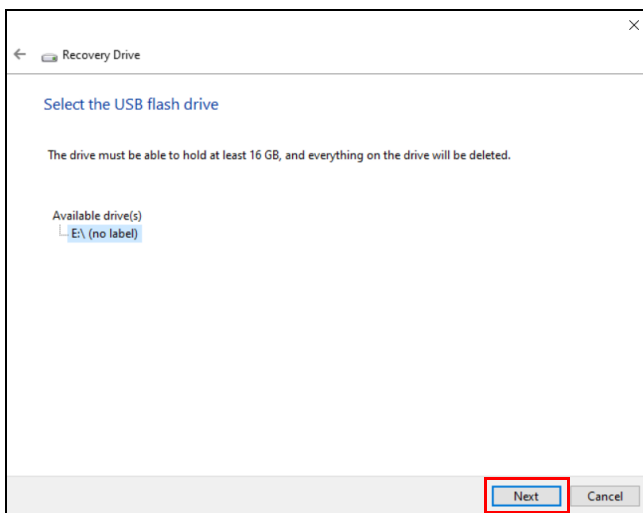 Recovery Drive
Select the USB flash drive
The drive must be able to hold at least 16 GB, and everything on the drive will be deleted.
Available drive(s)
E:\ (no label)
Next Cancel